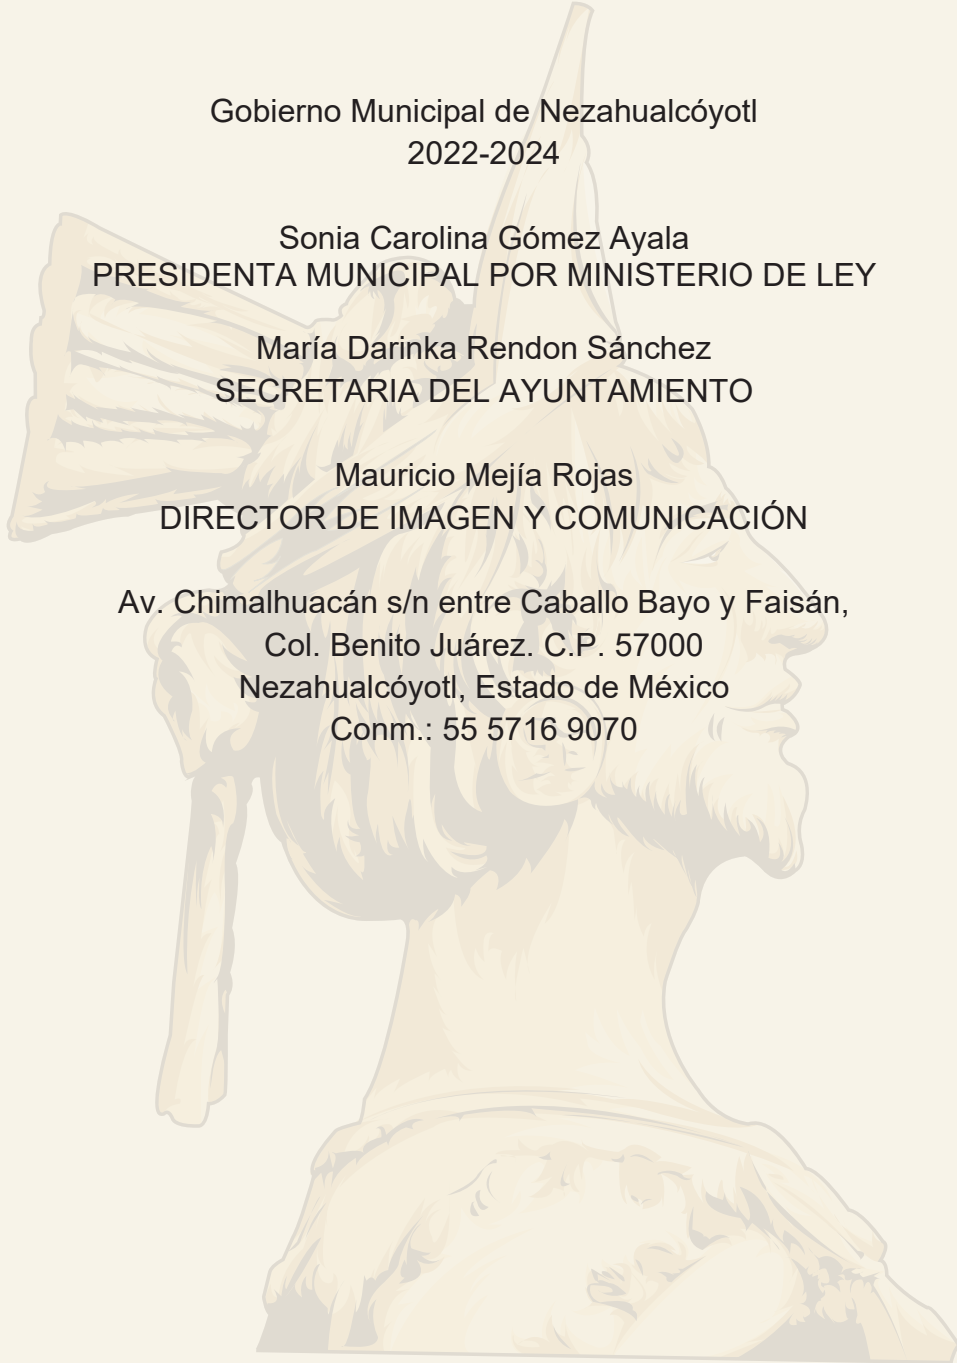 Gobierno Municipal de Nezahualcóyotl
2022-2024
Sonia Carolina Gómez Ayala
PRESIDENTA MUNICIPAL POR MINISTERIO DE LEY
María Darinka Rendon Sánchez
SECRETARIA DEL AYUNTAMIENTO
Mauricio Mejía Rojas
DIRECTOR DE IMAGEN Y COMUNICACIÓN
Av. Chimalhuacán s/n entre Caballo Bayo y Faisán,
Col. Benito Juárez. C.P. 57000
Nezahualcóyotl, Estado de México
Conm.: 55 5716 9070